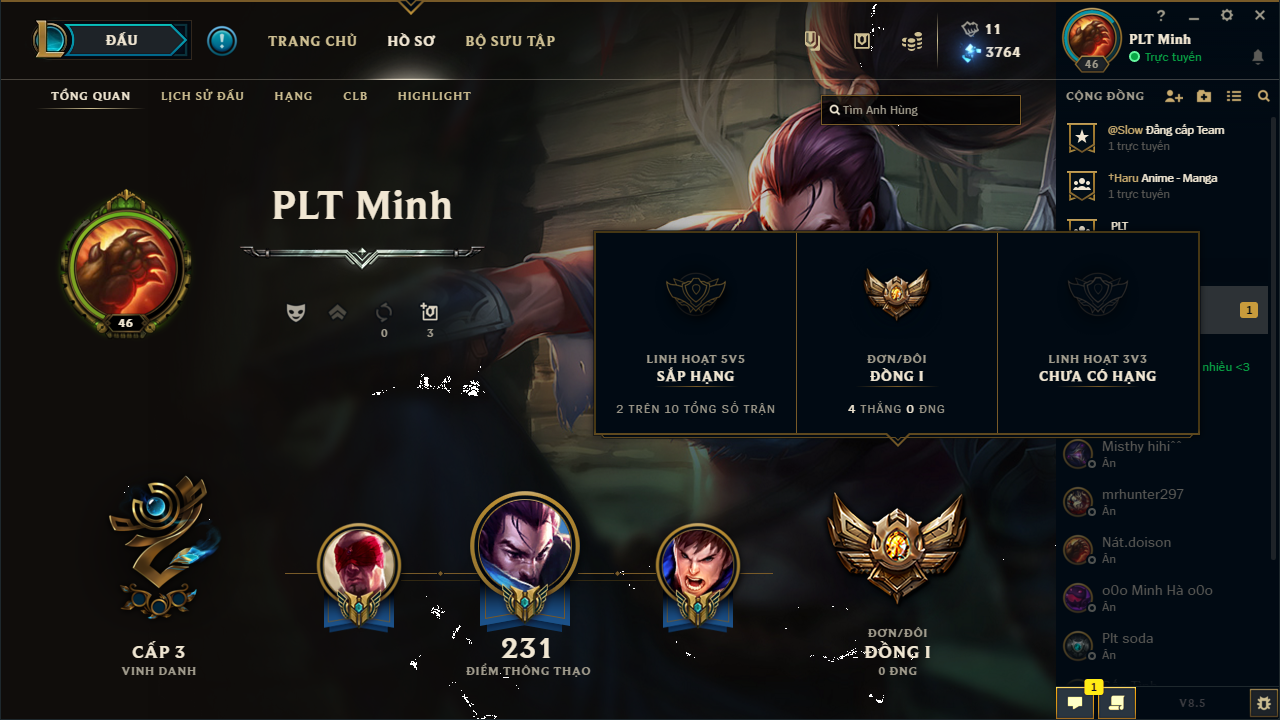 ĐẤU
TRANG CHỦ
HỒ SƠ
BỘ SƯU TẬP
11
3764
?
PLT Minh
Trực tuyến
46
TỔNG QUAN
LỊCH SỬ ĐẤU
HẠNG
CLB
HIGHLIGHT
Tìm Anh Hùng
CỘNG ĐỒNG
@Slow Đẳng cấp Team
1 trực tuyến
†Haru Anime - Manga
1 trực tuyến
PLT
PLT Minh
46
0
3
LINH HOẠT 5V5
SẮP HẠNG
2 TRÊN 10 TỔNG SỐ TRẬN
ĐƠN/ĐÔI
ĐỒNG I
4 THẮNG 0 ĐNG
LINH HOẠT 3V3
CHƯA CÓ HẠNG
1
nhiều <3
Misthy hihi^^
Ẩn
mrhunter297
Ẩn
Nát.doison
Ẩn
o0o Minh Hà o0o
Ẩn
Plt soda
Ẩn
CẤP 3
VINH DANH
231
ĐIỂM THÔNG THẠO
ĐƠN/ĐÔI
ĐỒNG I
0 ĐNG
1
V8.5